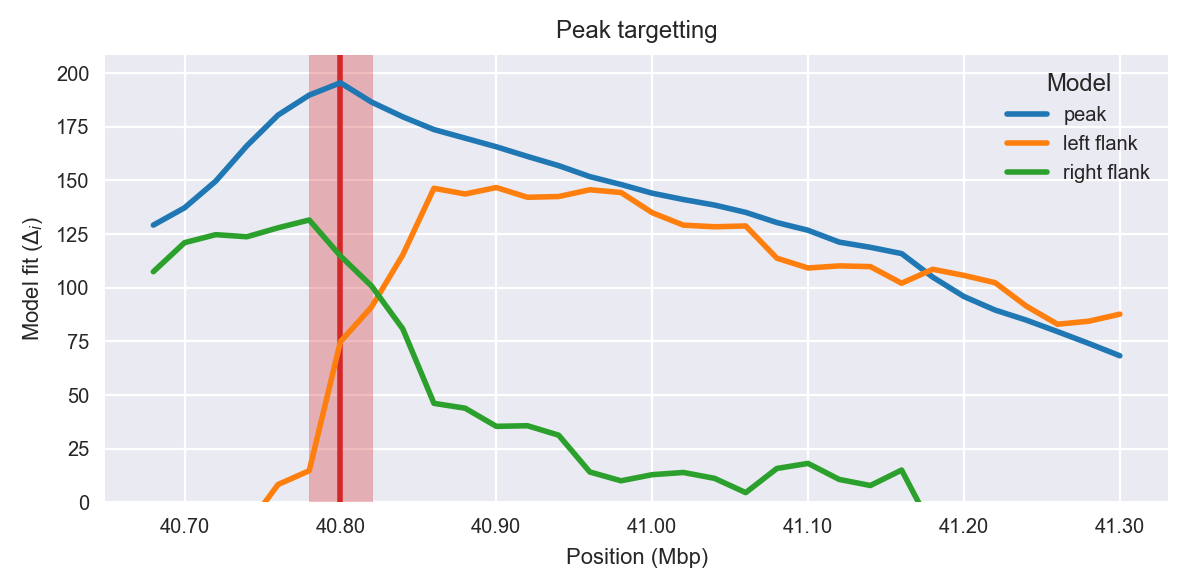 Peak targetting
Model
peak
left flank
right flank
Model fit (Δi)
200
175
150
125
100
75
50
25
0
40.70 40.80 40.90 41.00 41.10 41.20 41.30
Position (Mbp)